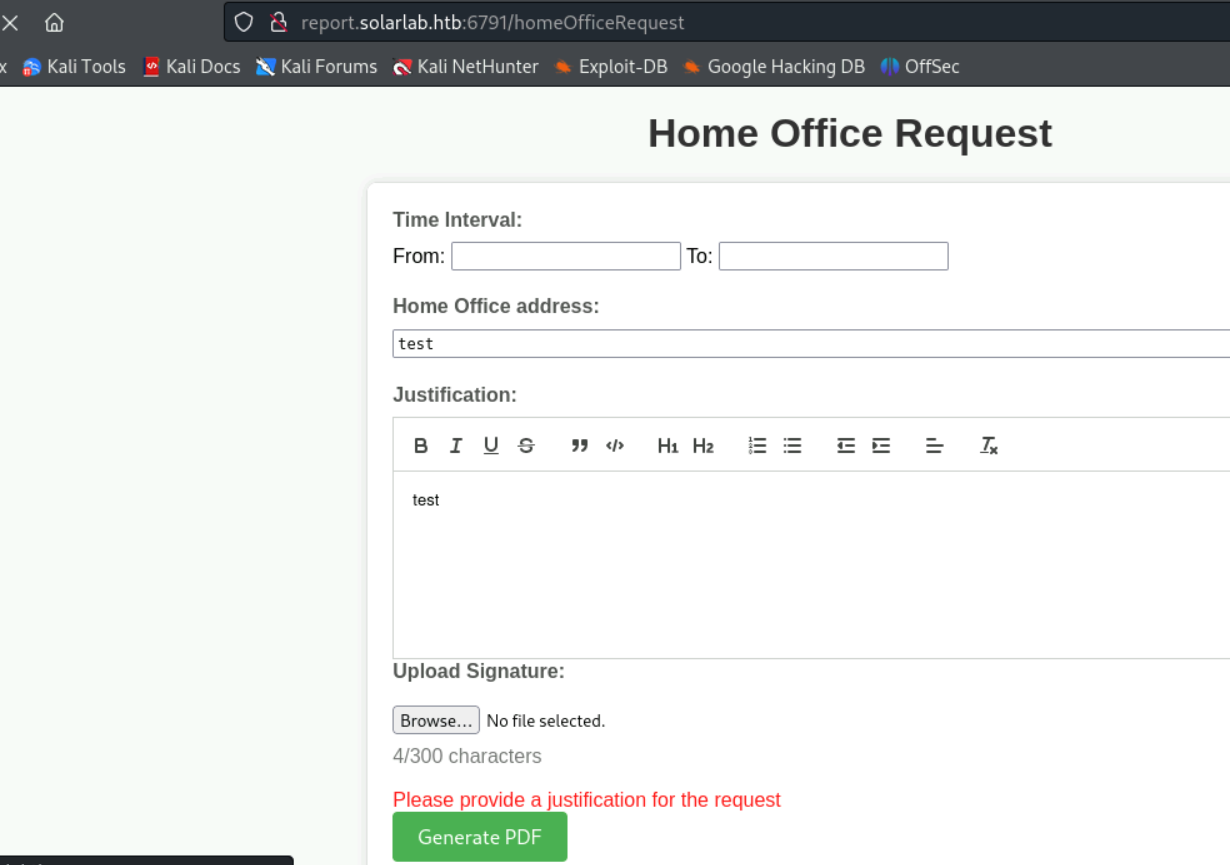 report.solarlab.htb:6791/homeOfficeRequest
x Kali Tools Kali Docs Kali Forums Kali NetHunter Exploit-DB Google Hacking DB OffSec
Home Office Request
Time Interval:
From: To:
Home Office address:
test
Justification:
B I U S H1 H2
test
Upload Signature:
Browse... No file selected.
4/300 characters
Please provide a justification for the request
Generate PDF